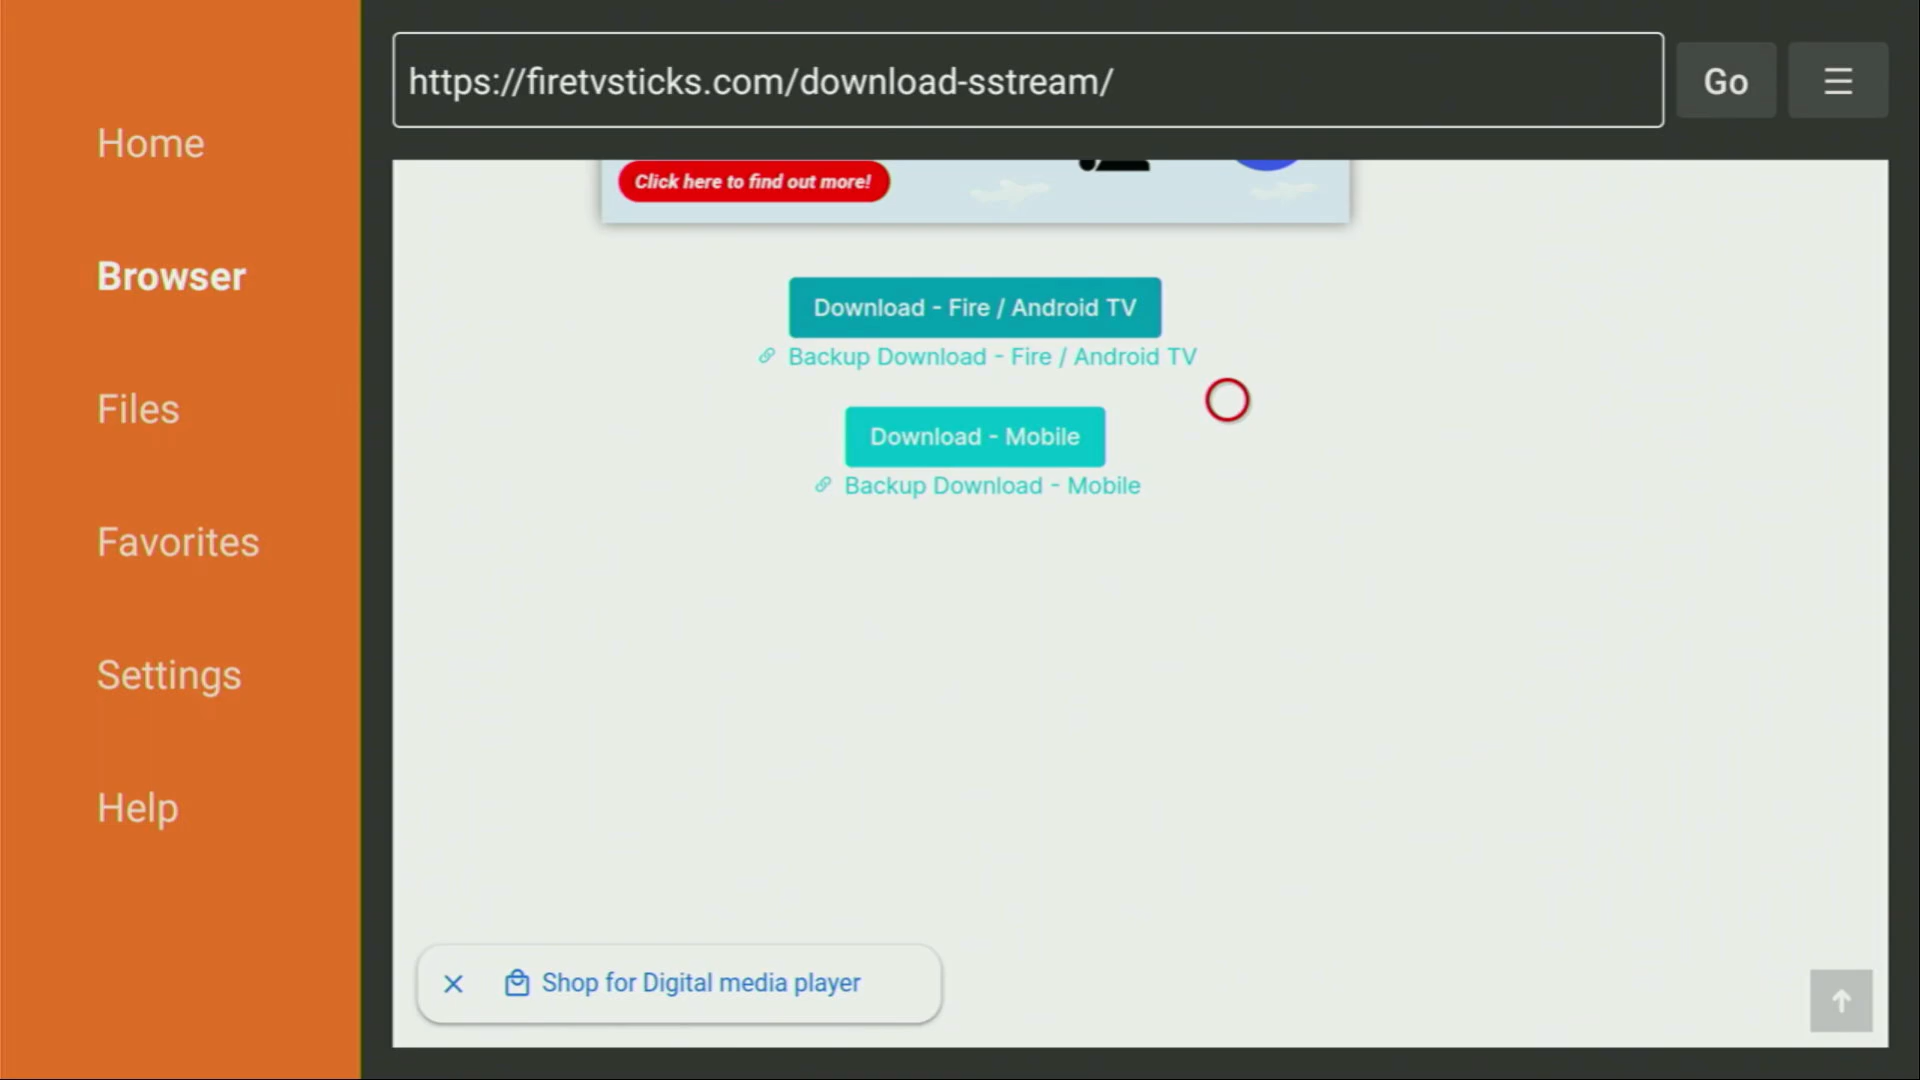 Home
Browser
Files
Favorites
Settings
Help
https://firetvsticks.com/download-sstream/
Go
Click here to find out more!
Download - Fire / Android TV
Backup Download - Fire / Android TV
Download - Mobile
Backup Download - Mobile
Shop for Digital media player